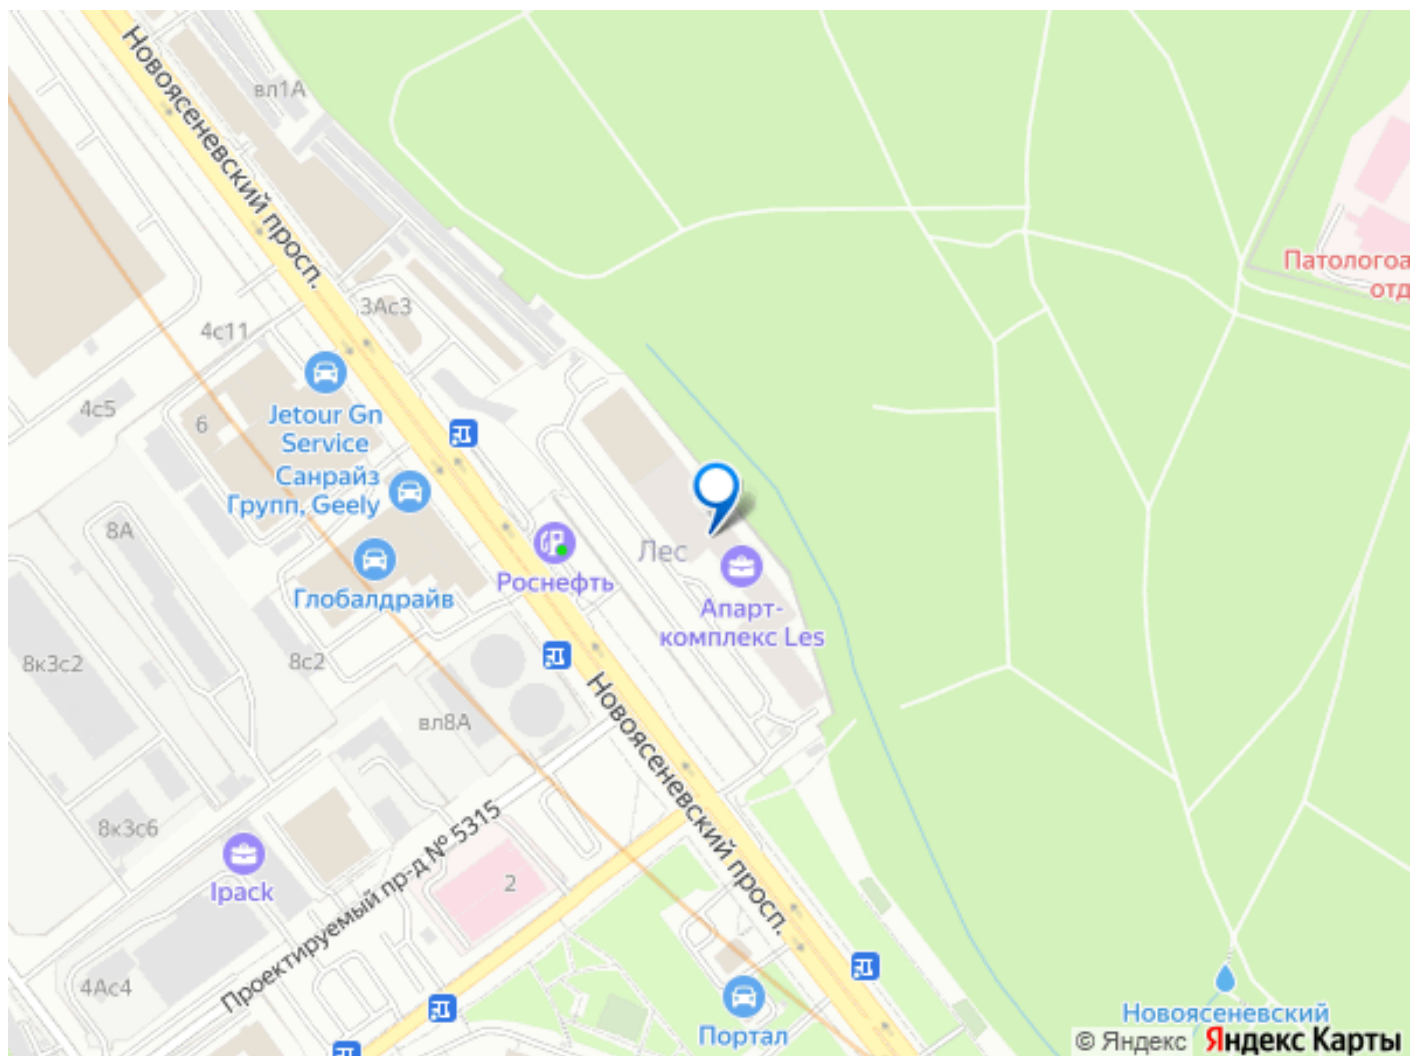 Новоясеневский просп.
вл1А
Патологоа
отд
3Ас3
4с11
Jetour Gn
Service
4с5
6
Санрайз
Групп, Geely
8А
Лес
Роснефть
Глобалдрайв
Апарт-
комплекс Les
8к3с2
8с2
вл8А
Новоясеневский просп.
8к3с6
Проектируемый пр-д № 5315
Ipack
2
4Ас4
Портал
Новоясеневский
© Яндекс Яндекс Карты